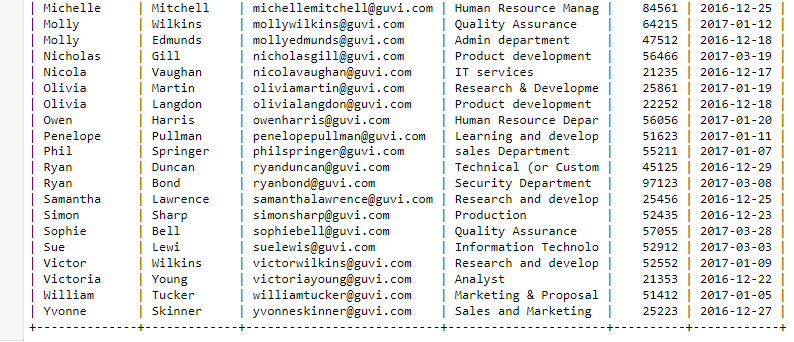 | Michelle | Mitchell | michellemitchell@guvi.com | Human Resource Manag | 84561 | 2016-12-25 |
| Molly | Wilkins | mollywilkins@guvi.com | Quality Assurance | 64215 | 2017-01-12 |
| Molly | Edmunds | mollyedmunds@guvi.com | Admin department | 47512 | 2016-12-18 |
| Nicholas | Gill | nicholasgill@guvi.com | Product development | 56466 | 2017-03-19 |
| Nicola | Vaughan | nicolavaughan@guvi.com | IT services | 21235 | 2016-12-17 |
| Olivia | Martin | oliviamartin@guvi.com | Research & Developme | 25861 | 2017-01-19 |
| Olivia | Langdon | olivialangdon@guvi.com | Product development | 22252 | 2016-12-18 |
| Owen | Harris | owenharris@guvi.com | Human Resource Depar | 56056 | 2017-01-20 |
| Penelope | Pullman | penelopepullman@guvi.com | Learning and develop | 51623 | 2017-01-11 |
| Phil | Springer | philspringer@guvi.com | sales Department | 55211 | 2017-01-07 |
| Ryan | Duncan | ryanduncan@guvi.com | Technical (or Custom | 45125 | 2016-12-29 |
| Ryan | Bond | ryanbond@guvi.com | Security Department | 97123 | 2017-03-08 |
| Samantha | Lawrence | samanthalawrence@guvi.com | Research and develop | 25456 | 2016-12-25 |
| Simon | Sharp | simonsharp@guvi.com | Production | 52435 | 2016-12-23 |
| Sophie | Bell | sophiebell@guvi.com | Quality Assurance | 57055 | 2017-03-28 |
| Sue | Lewi | suelewis@guvi.com | Information Technolo | 52912 | 2017-03-03 |
| Victor | Wilkins | victorwilkins@guvi.com | Research and develop | 52552 | 2017-01-09 |
| Victoria | Young | victoriayoung@guvi.com | Analyst | 21353 | 2016-12-22 |
| William | Tucker | williamtucker@guvi.com | Marketing & Proposal | 51412 | 2017-01-05 |
| Yvonne | Skinner | yvonneskinner@guvi.com | Sales and Marketing | 25223 | 2016-12-27 |
+--------------+-------------+---------------------------+----------------------+----------+------------+